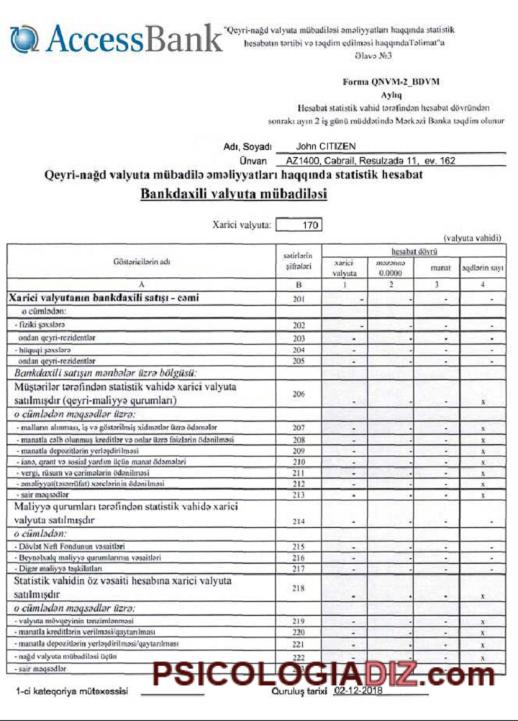 AccessBank
"Qeyri-nağd valyuta mübadiləsi əməliyyatları haqqında statistik
hesabatın tərtibi və təqdim edilməsi haqqında Təlimat"a
Əlavə №3
Forma QNVM-2_BDVM
Aylıq
Hesabat statistik vahid tərəfindən hesabat dövründən
sonrakı ayın 2 iş günü müddətində Mərkəzi Banka təqdim olunur
Adı, Soyadı John CITIZEN
Ünvan AZ1400, Cəbrail, Resulzadə 11, ev. 162
Qeyri-nağd valyuta mübadilə əməliyyatları haqqında statistik hesabat
Bankdaxili valyuta mübadiləsi
Xarici valyuta: 170
(valyuta vahidi)
Göstəricilərin adı sətirlərin şifrələri hesabat dövrü
xarici valyuta məzənnə 0.0000 manat əqdlərin sayı
A B 1 2 3 4
Xarici valyutanın bankdaxili satışı - cəmi 201 - - - -
o cümlədən:
- fiziki şəxslərə 202 - - - -
ondan qeyri-rezidentlər 203 - - - -
- hüquqi şəxslərə 204 - - - -
ondan qeyri-rezidentlər 205 - - - -
Bankdaxili satışın mənbələr üzrə bölgüsü:
Müştərilər tərəfindən statistik vahidə xarici valyuta
satılmışdır (qeyri-maliyyə qurumları) 206 - - - x
o cümlədən məqsədlər üzrə:
- malların alınması, iş və göstərilmiş xidmətlər üzrə ödəmələr 207 - - - x
- manatla cəlb olunmuş kreditlər və onlar üzrə faizlərin ödənilməsi 208 - - - x
- manatla depozitlərin yerləşdirilməsi 209 - - - x
- ianə, qrant və sosial yardım üçün manat ödəmələri 210 - - - x
- vergi, rüsum və cərimələrin ödənilməsi 211 - - - x
- əməliyyat(təsərrüfat) xərclərinin ödənilməsi 212 - - - x
- sair məqsədlər 213 - - - x
Maliyyə qurumları tərəfindən statistik vahidə xarici
valyuta satılmışdır 214 - - - -
o cümlədən:
- Dövlət Neft Fondunun vəsaitləri 215 - - - -
- Beynəlxalq maliyyə qurumlarının vəsaitləri 216 - - - -
- Digər maliyyə təşkilatları 217 - - - -
Statistik vahidin öz vəsaiti hesabına xarici valyuta
satılmışdır 218 - - - x
o cümlədən məqsədlər üzrə:
- valyuta mövqeyinin tənzimlənməsi 219 - - - x
- manatla kreditlərin verilməsi/qaytarılması 220 - - - x
- manatla depozitlərin yerləşdirilməsi/qaytarılması 221 - - - x
- nağd valyuta mübadiləsi üçün 222 - - - x
- sair məqsədlər
PSICOLOGIADIZ.com
1-ci kateqoriya mütəxəssisi Quruluş tarixi 02-12-2018